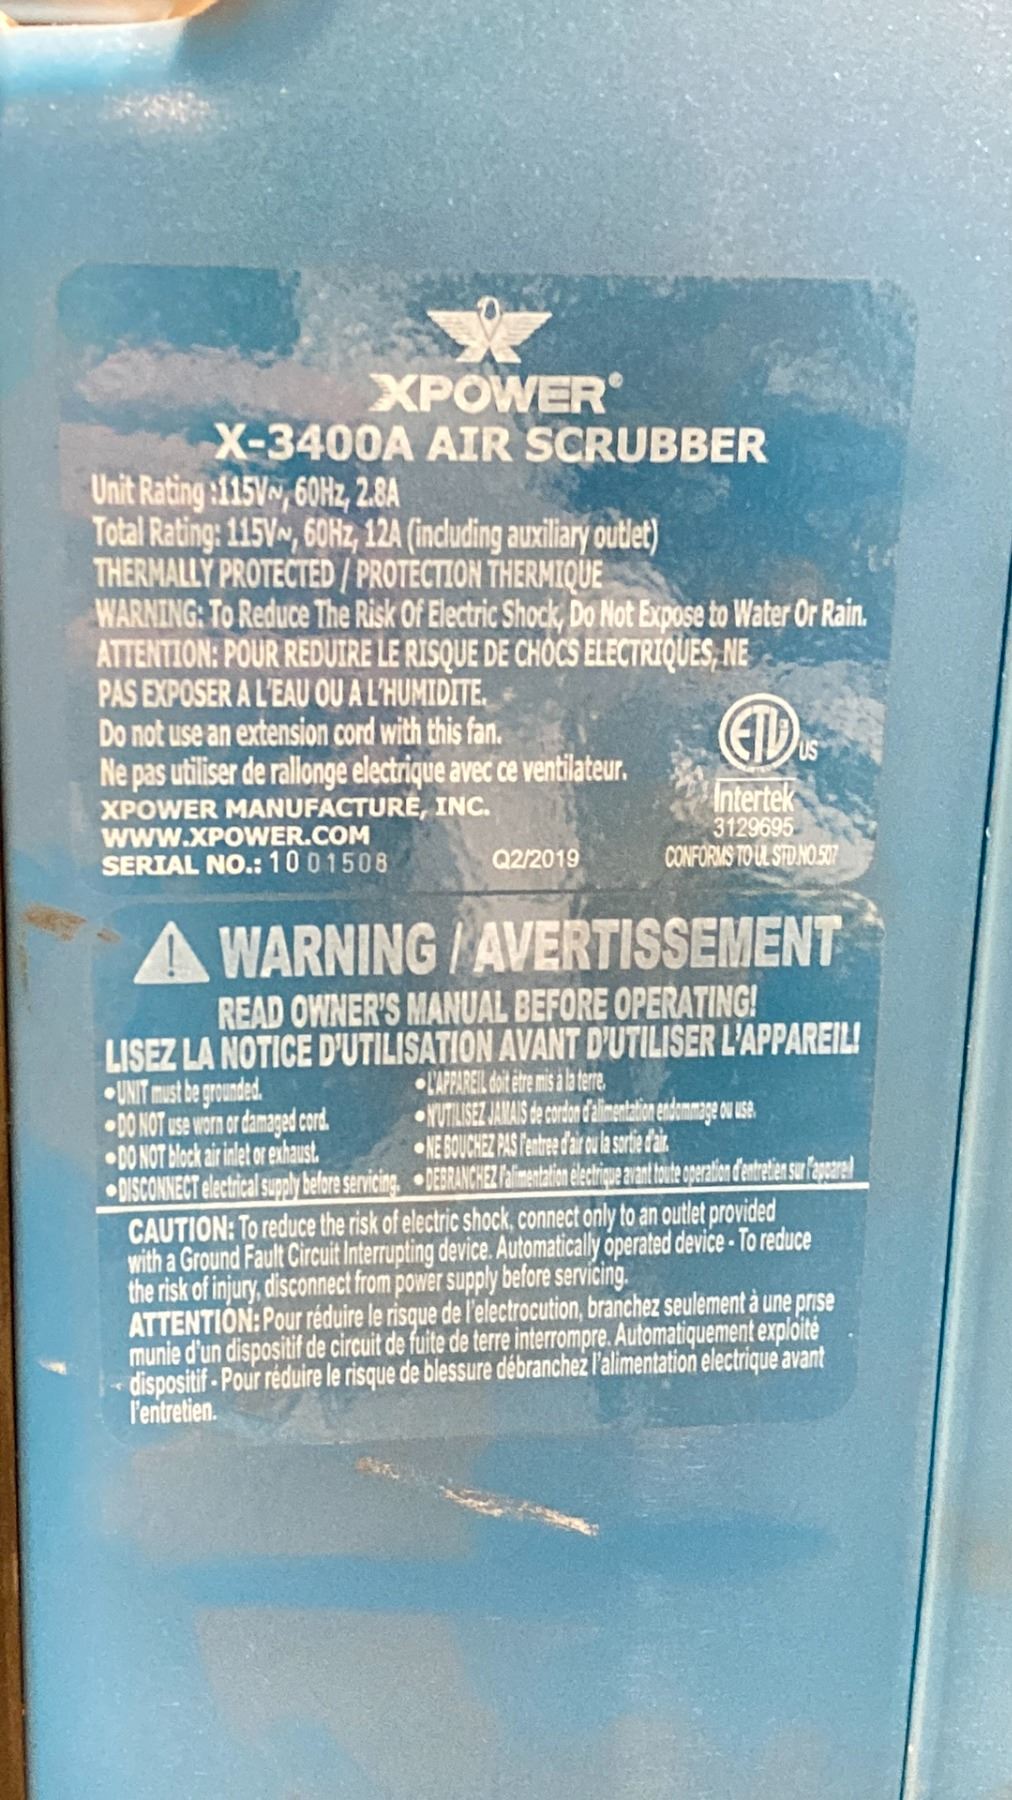 XPOWER®
X-3400A AIR SCRUBBER
Unit Rating :115V~, 60Hz, 2.8A
Total Rating: 115V~, 60Hz, 12A (including auxiliary outlet)
THERMALLY PROTECTED / PROTECTION THERMIQUE
WARNING: To Reduce The Risk Of Electric Shock, Do Not Expose to Water Or Rain.
ATTENTION: POUR REDUIRE LE RISQUE DE CHOCS ELECTRIQUES, NE
PAS EXPOSER A L'EAU OU A L'HUMIDITE.
Do not use an extension cord with this fan.
Ne pas utiliser de rallonge electrique avec ce ventilateur.
XPOWER MANUFACTURE, INC.
WWW.XPOWER.COM
SERIAL NO.: 1001508 Q2/2019
ETL US
Intertek
3129695
CONFORMS TO UL STD.NO.507
WARNING / AVERTISSEMENT
READ OWNER'S MANUAL BEFORE OPERATING!
LISEZ LA NOTICE D'UTILISATION AVANT D'UTILISER L'APPAREIL!
•UNIT must be grounded.
•DO NOT use worn or damaged cord.
•DO NOT block air inlet or exhaust.
•DISCONNECT electrical supply before servicing.
•L'APPAREIL doit être mis à la terre.
•N'UTILISEZ JAMAIS de cordon d'alimentation endommage ou use.
•NE BOUCHEZ PAS l'entree d'air ou la sortie d'air.
•DEBRANCHEZ l'alimentation électrique avant toute operation d'entretien sur l'appareil
CAUTION: To reduce the risk of electric shock, connect only to an outlet provided
with a Ground Fault Circuit Interrupting device. Automatically operated device - To reduce
the risk of injury, disconnect from power supply before servicing.
ATTENTION: Pour réduire le risque de l'electrocution, branchez seulement à une prise
munie d'un dispositif de circuit de fuite de terre interrompre. Automatiquement exploité
dispositif - Pour réduire le risque de blessure débranchez l'alimentation electrique avant
l'entretien.